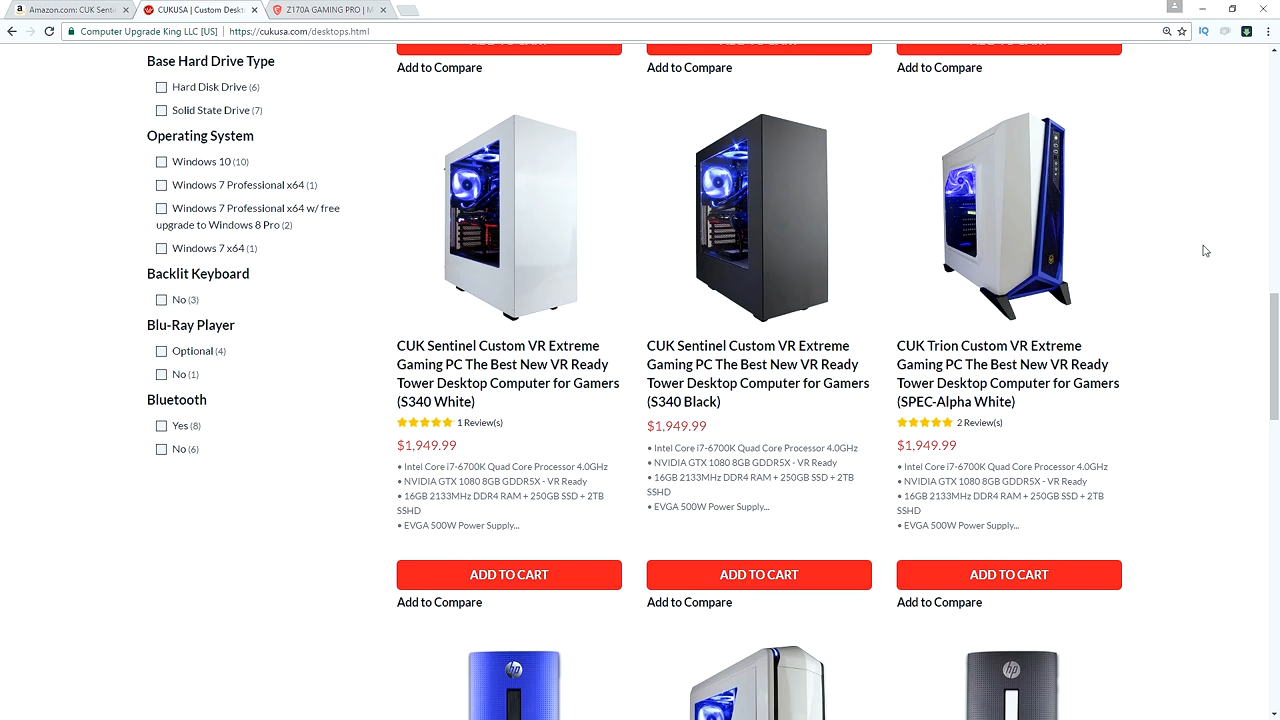 Amazon.com: CUK Senti
CUKUSA | Custom Deskt
Z170A GAMING PRO | M
Computer Upgrade King LLC [US]
https://cukusa.com/desktops.html
IQ
Base Hard Drive Type
Hard Disk Drive (6)
Solid State Drive (7)
Operating System
Windows 10 (10)
Windows 7 Professional x64 (1)
Windows 7 Professional x64 w/ free
upgrade to Windows 8 Pro (2)
Windows 7 x64 (1)
Backlit Keyboard
No (3)
Blu-Ray Player
Optional (4)
No (1)
Bluetooth
Yes (8)
No (6)
ADD TO CART
ADD TO CART
ADD TO CART
Add to Compare
Add to Compare
Add to Compare
CUK Sentinel Custom VR Extreme
Gaming PC The Best New VR Ready
Tower Desktop Computer for Gamers
(S340 White)
1 Review(s)
$1,949.99
• Intel Core i7-6700K Quad Core Processor 4.0GHz
• NVIDIA GTX 1080 8GB GDDR5X - VR Ready
• 16GB 2133MHz DDR4 RAM + 250GB SSD + 2TB
SSHD
• EVGA 500W Power Supply...
ADD TO CART
Add to Compare
CUK Sentinel Custom VR Extreme
Gaming PC The Best New VR Ready
Tower Desktop Computer for Gamers
(S340 Black)
$1,949.99
• Intel Core i7-6700K Quad Core Processor 4.0GHz
• NVIDIA GTX 1080 8GB GDDR5X - VR Ready
• 16GB 2133MHz DDR4 RAM + 250GB SSD + 2TB
SSHD
• EVGA 500W Power Supply...
ADD TO CART
Add to Compare
CUK Trion Custom VR Extreme
Gaming PC The Best New VR Ready
Tower Desktop Computer for Gamers
(SPEC-Alpha White)
2 Review(s)
$1,949.99
• Intel Core i7-6700K Quad Core Processor 4.0GHz
• NVIDIA GTX 1080 8GB GDDR5X - VR Ready
• 16GB 2133MHz DDR4 RAM + 250GB SSD + 2TB
SSHD
• EVGA 500W Power Supply...
ADD TO CART
Add to Compare
hp
hp